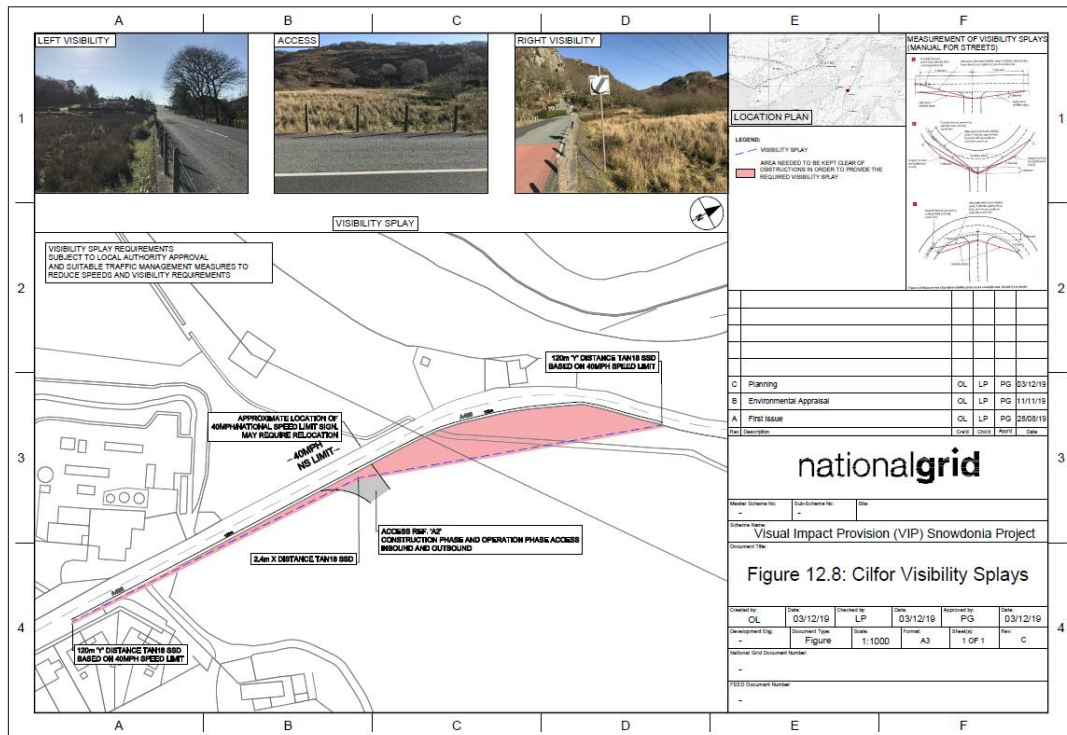 A B C D E F
LEFT VISIBILITY
ACCESS
RIGHT VISIBILITY
MEASUREMENT OF VISIBILITY SPLAYS
(MANUAL FOR STREETS)
1
1
LOCATION PLAN
LEGEND:
VISIBILITY SPLAY
AREA NEEDED TO BE KEPT CLEAR OF
OBSTRUCTIONS IN ORDER TO PROVIDE THE
REQUIRED VISIBILITY SPLAY
VISIBILITY SPLAY
N
VISIBILITY SPLAY REQUIREMENTS
SUBJECT TO LOCAL AUTHORITY APPROVAL
AND SUITABLE TRAFFIC MANAGEMENT MEASURES TO
REDUCE SPEEDS AND VISIBILITY REQUIREMENTS
2
2
120m 'Y' DISTANCE TAN18 SSD
BASED ON 40MPH SPEED LIMIT
APPROXIMATE LOCATION OF
40MPH/NATIONAL SPEED LIMIT SIGN.
MAY REQUIRE RELOCATION
40MPH
NS LIMIT
3
3
ACCESS REF. 'A2'
CONSTRUCTION PHASE AND OPERATION PHASE ACCESS
INBOUND AND OUTBOUND
2.4m X DISTANCE TAN18 SSD
120m 'Y' DISTANCE TAN18 SSD
BASED ON 40MPH SPEED LIMIT
4
4
C Planning OL LP PG 03/12/19
B Environmental Appraisal OL LP PG 11/11/19
A First Issue OL LP PG 28/08/19
Rev Description Date
nationalgrid
Master Scheme No: Sub-Scheme No: Site:
- -
Scheme Name:
Visual Impact Provision (VIP) Snowdonia Project
Document Title:
Figure 12.8: Cilfor Visibility Splays
Created by: Date: Checked by: Date: Approved by: Date:
OL 03/12/19 LP 03/12/19 PG 03/12/19
Development Eng: Document Type: Scale: Format: Sheet(s): Rev:
- Figure 1:1000 A3 1 OF 1 C
National Grid Document Number:
-
FEED Document Number:
-
A B C D E F